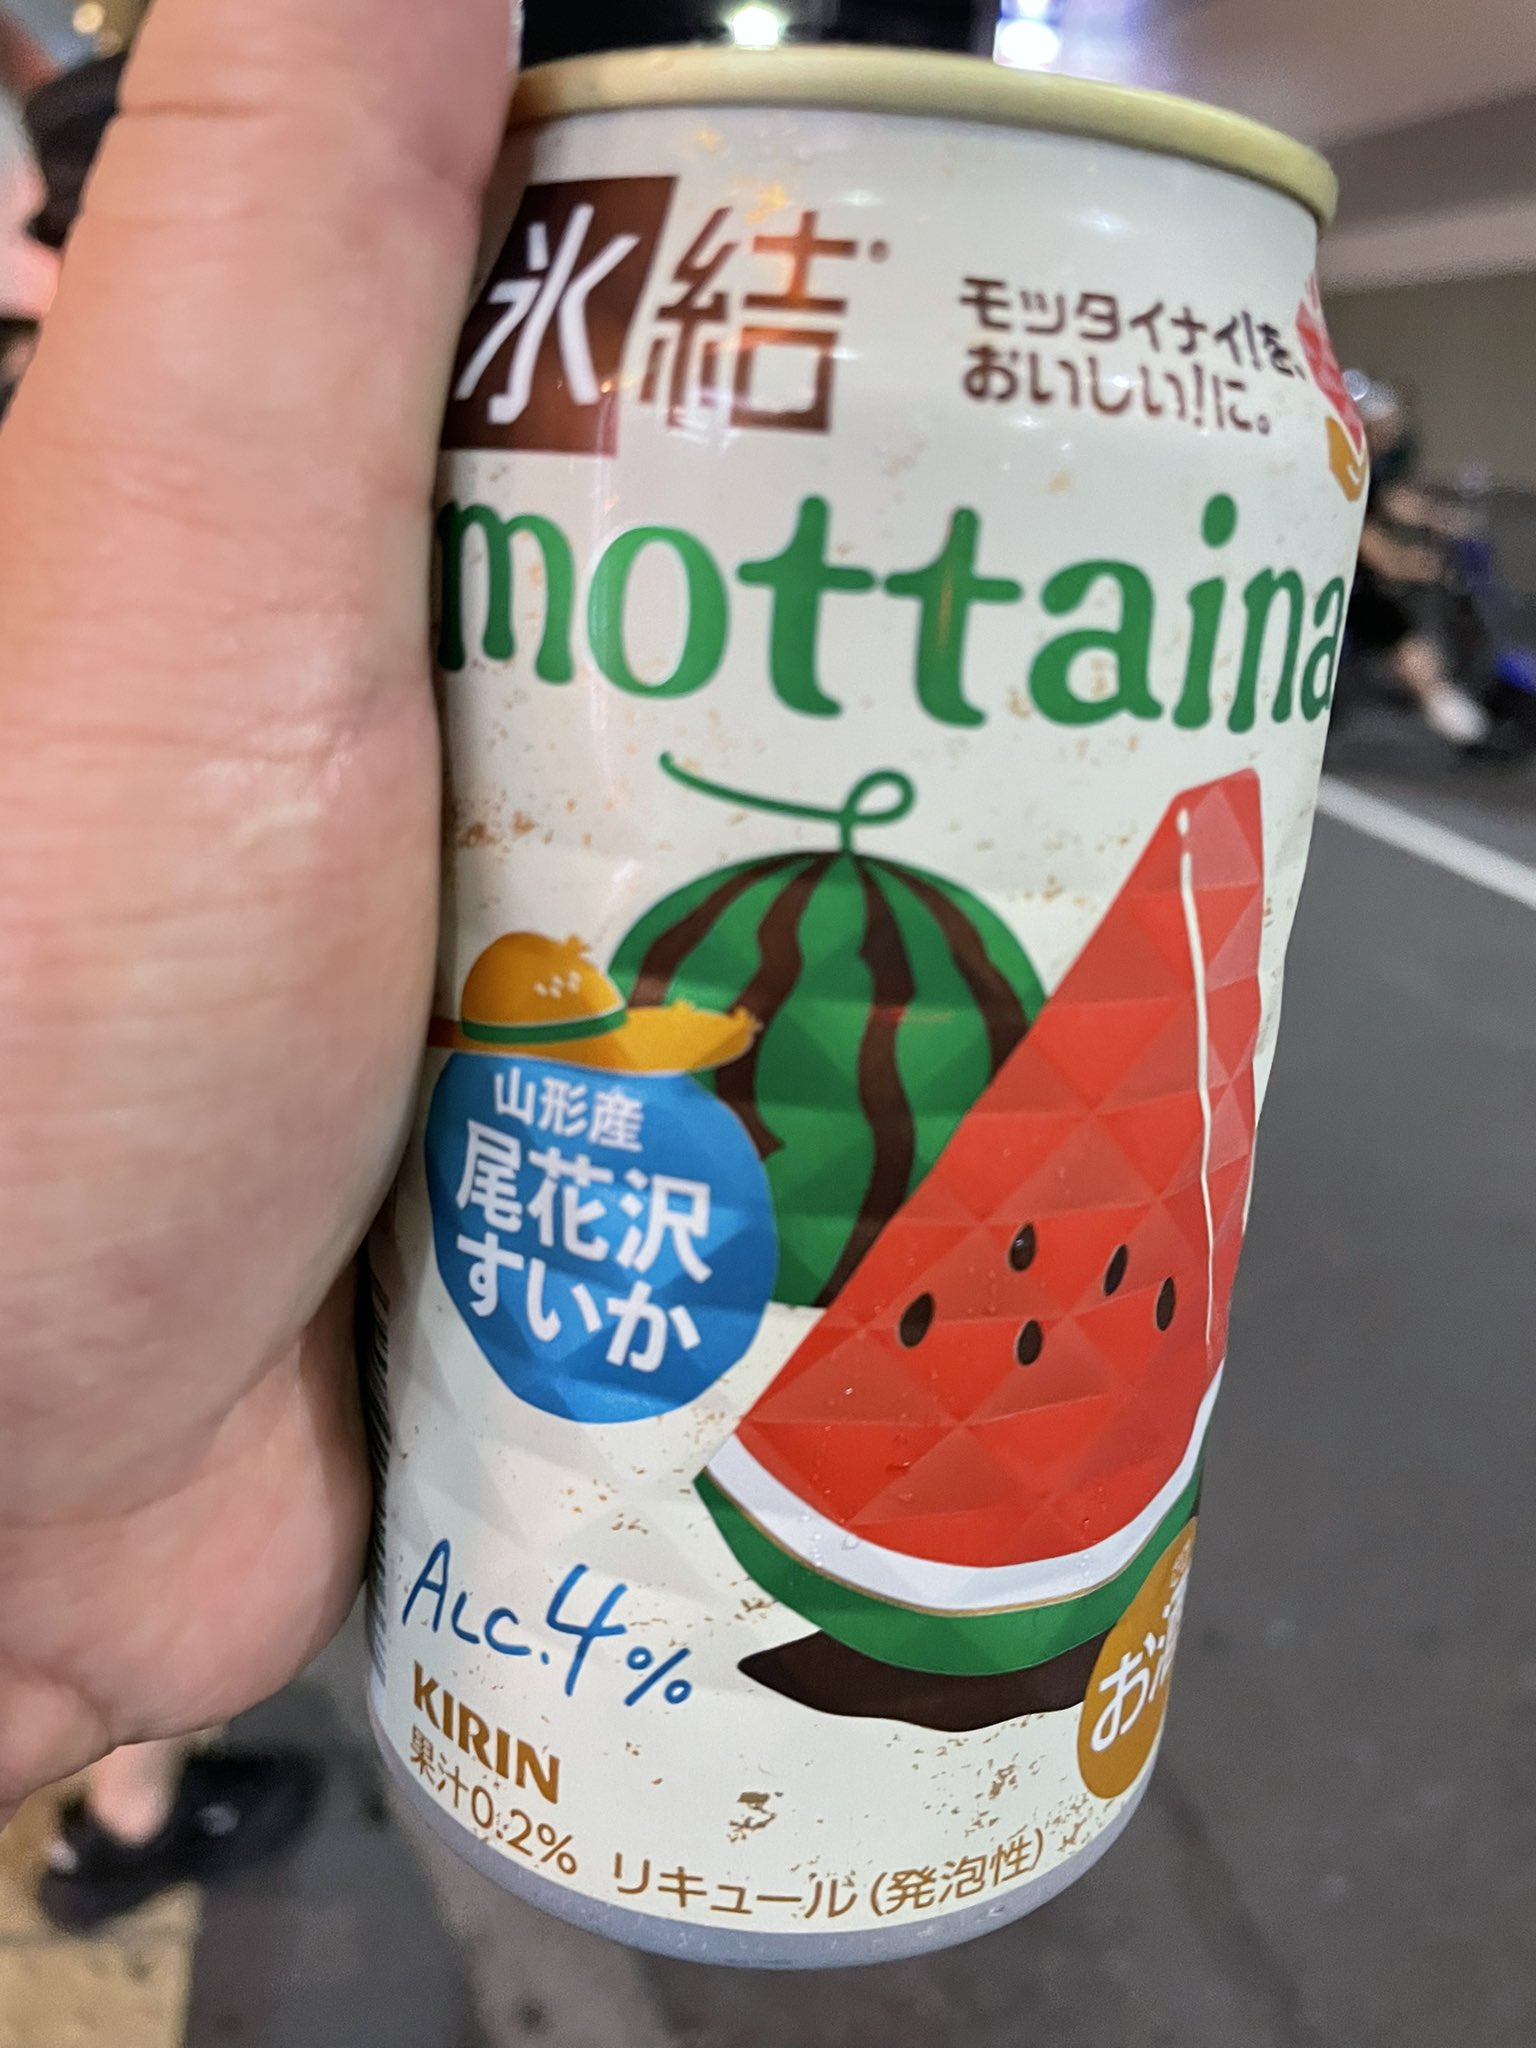 氷結®
モッタイナイ!を、
おいしい!に。
mottaina
山形産
尾花沢
すいか
ALC.4%
KIRIN
果汁0.2% リキュール(発泡性)
お酒